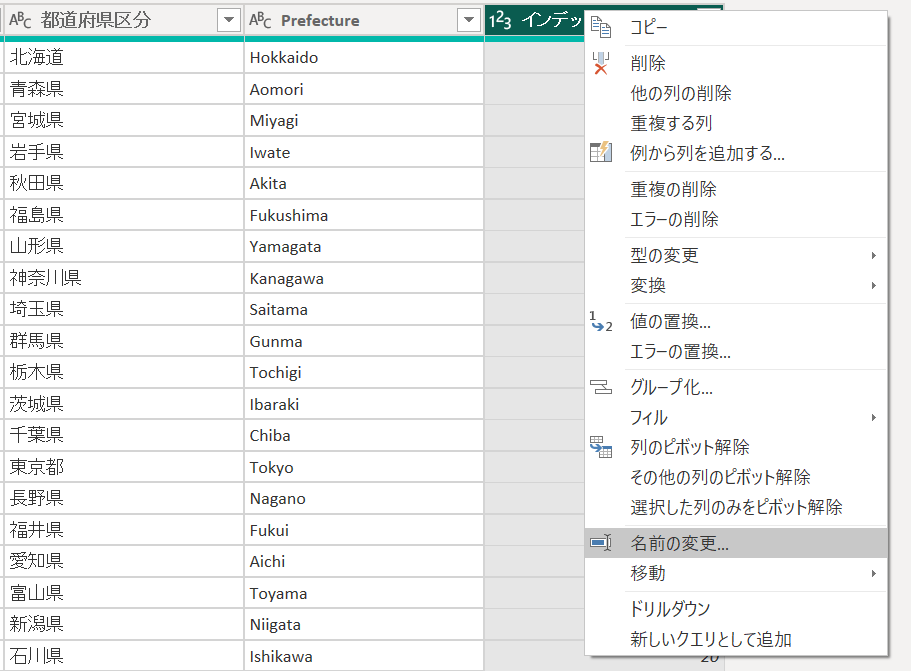 ABC 都道府県区分 ABC Prefecture 123 インデッ
北海道 Hokkaido
青森県 Aomori
宮城県 Miyagi
岩手県 Iwate
秋田県 Akita
福島県 Fukushima
山形県 Yamagata
神奈川県 Kanagawa
埼玉県 Saitama
群馬県 Gunma
栃木県 Tochigi
茨城県 Ibaraki
千葉県 Chiba
東京都 Tokyo
長野県 Nagano
福井県 Fukui
愛知県 Aichi
富山県 Toyama
新潟県 Niigata
石川県 Ishikawa 20
コピー
削除
他の列の削除
重複する列
例から列を追加する...
重複の削除
エラーの削除
型の変更
変換
1 2 値の置換...
エラーの置換...
グループ化...
フィル
列のピボット解除
その他の列のピボット解除
選択した列のみをピボット解除
名前の変更...
移動
ドリルダウン
新しいクエリとして追加